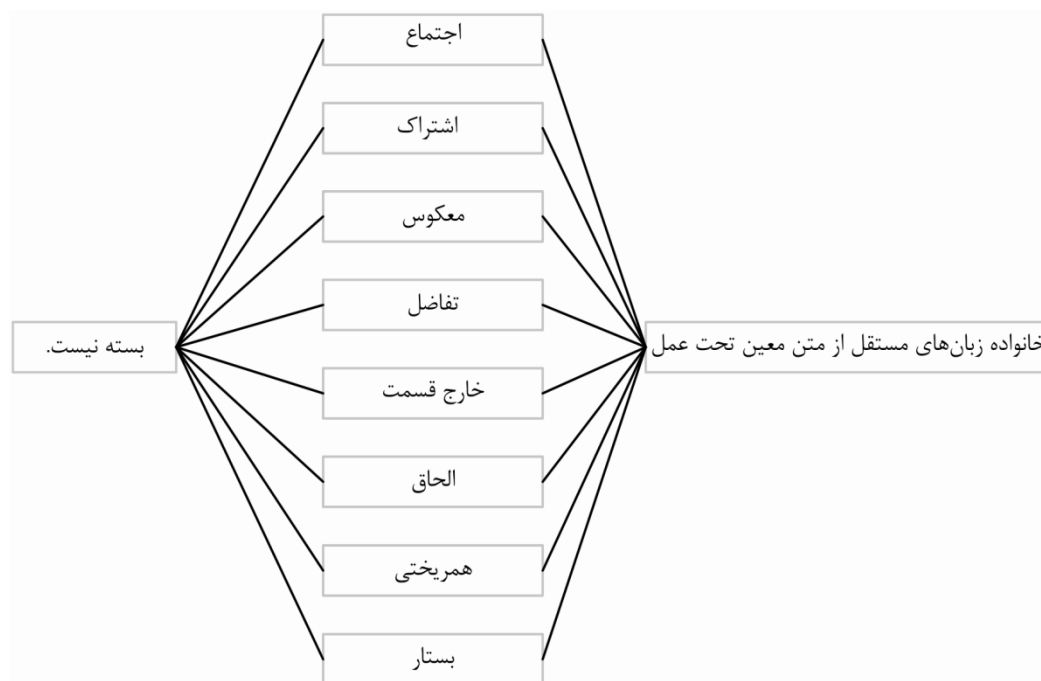 خانواده زبان‌های مستقل از متن معین تحت عمل
اجتماع
اشتراک
معکوس
تفاضل
خارج قسمت
الحاق
همریختی
بستار
بسته نیست.